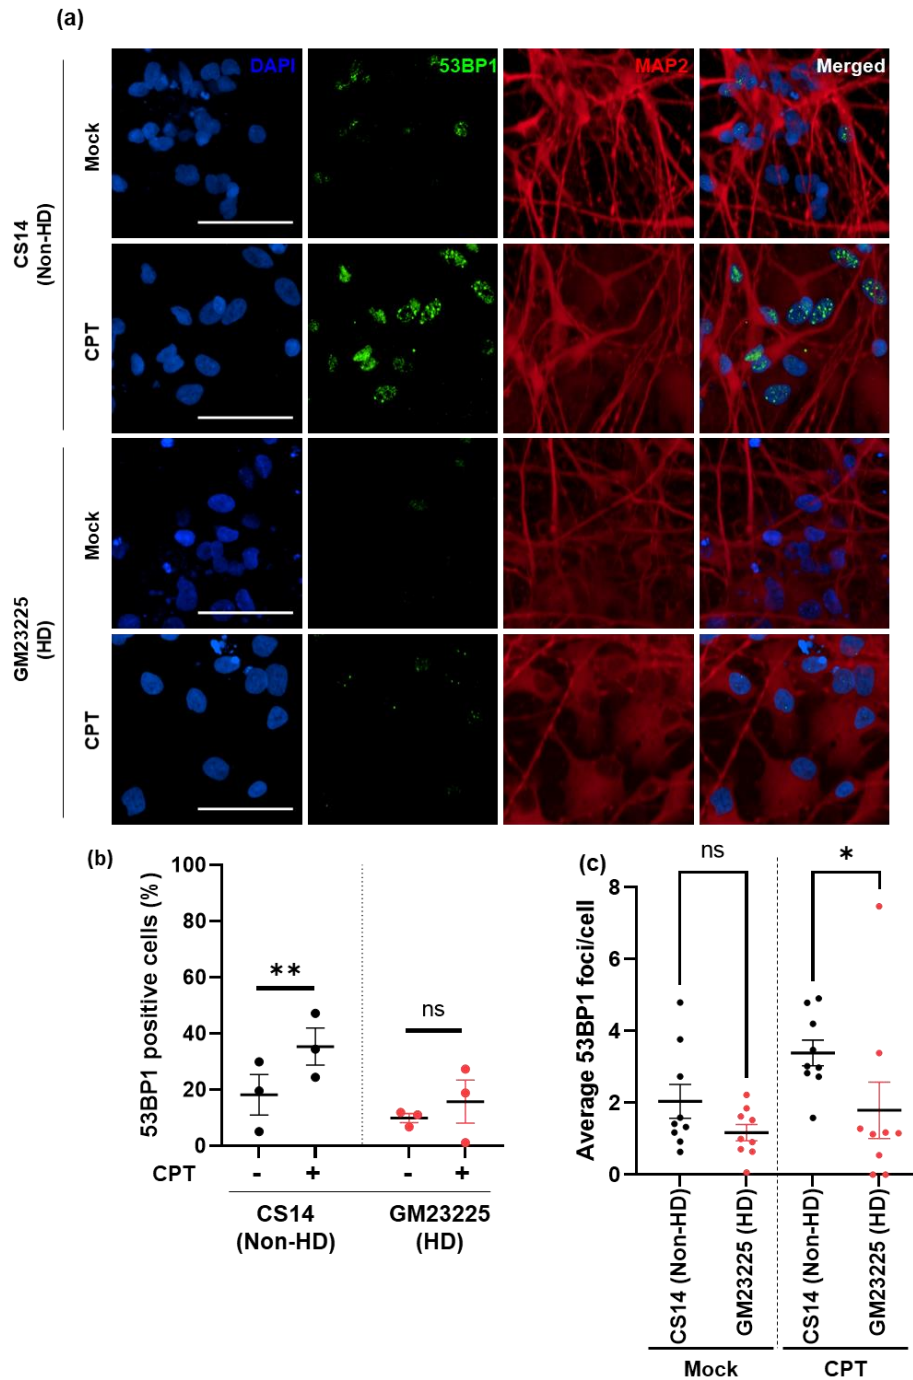 (a)
DAPI
53BP1
MAP2
Merged
CS14
(Non-HD)
Mock
CPT
GM23225
(HD)
Mock
CPT
(b)
100
80
60
40
20
0
53BP1 positive cells (%)
**
ns
CPT
- + - +
CS14
(Non-HD)
GM23225
(HD)
(c)
ns
*
8
6
4
2
0
Average 53BP1 foci/cell
CS14 (Non-HD)
GM23225 (HD)
CS14 (Non-HD)
GM23225 (HD)
Mock
CPT